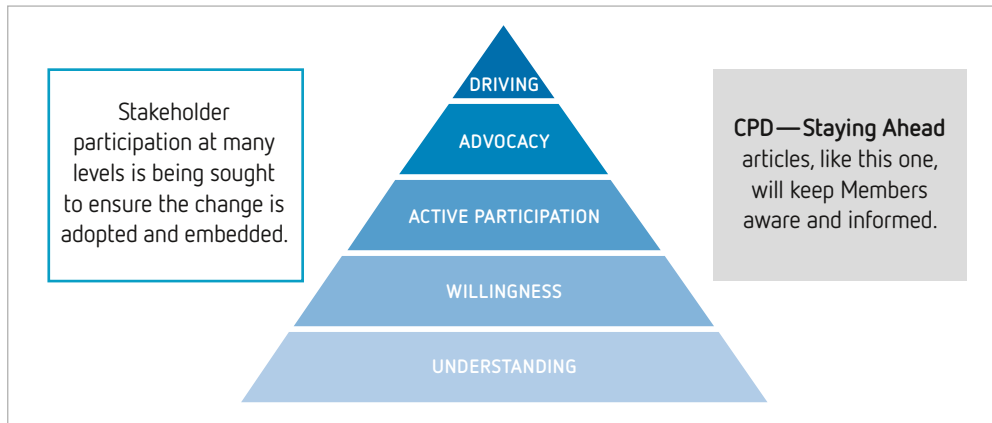 Stakeholder
participation at many
levels is being sought
to ensure the change is
adopted and embedded.
DRIVING
ADVOCACY
ACTIVE PARTICIPATION
WILLINGNESS
UNDERSTANDING
CPD—Staying Ahead
articles, like this one,
will keep Members
aware and informed.